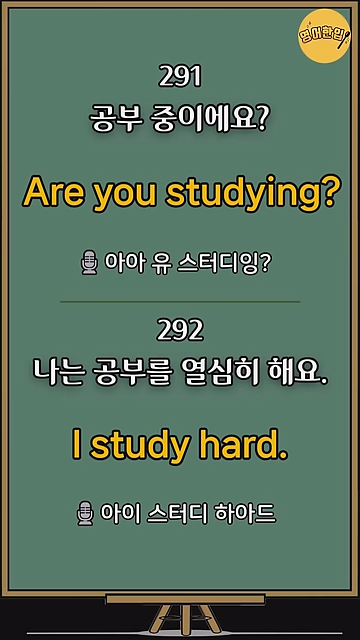 영어한입
291
공부 중이에요?
Are you studying?
아아 유 스터디잉?
292
나는 공부를 열심히 해요.
I study hard.
아이 스터디 하아드